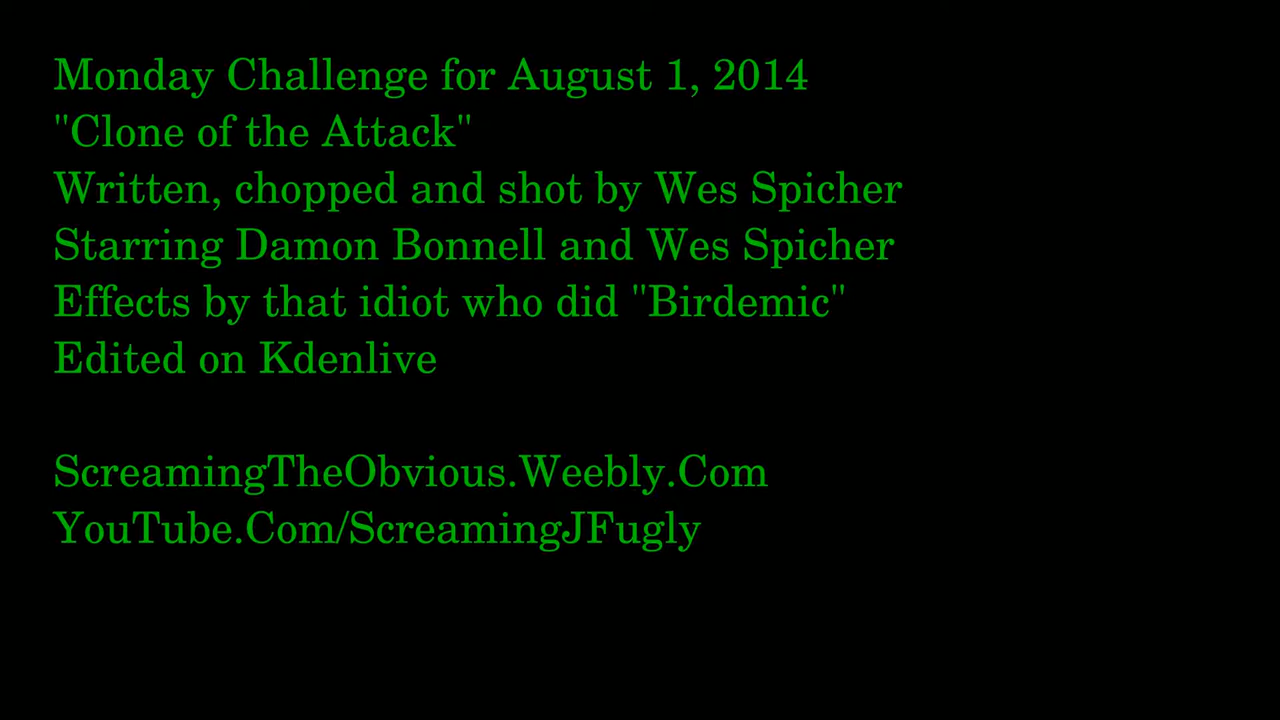 Monday Challenge for August 1, 2014
"Clone of the Attack"
Written, chopped and shot by Wes Spicher
Starring Damon Bonnell and Wes Spicher
Effects by that idiot who did "Birdemic"
Edited on Kdenlive
ScreamingTheObvious.Weebly.Com
YouTube.Com/ScreamingJFugly